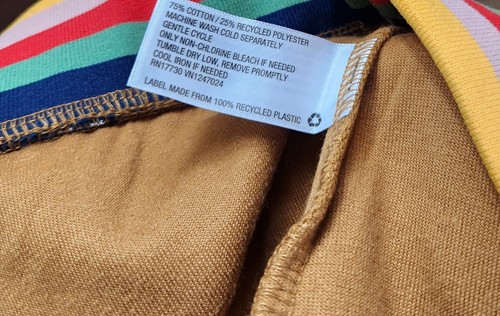 75% COTTON / 25% RECYCLED POLYESTER
MACHINE WASH COLD SEPARATELY
GENTLE CYCLE
ONLY NON-CHLORINE BLEACH IF NEEDED
TUMBLE DRY LOW, REMOVE PROMPTLY
COOL IRON IF NEEDED
RN17730 VN1247024
LABEL MADE FROM 100% RECYCLED PLASTIC